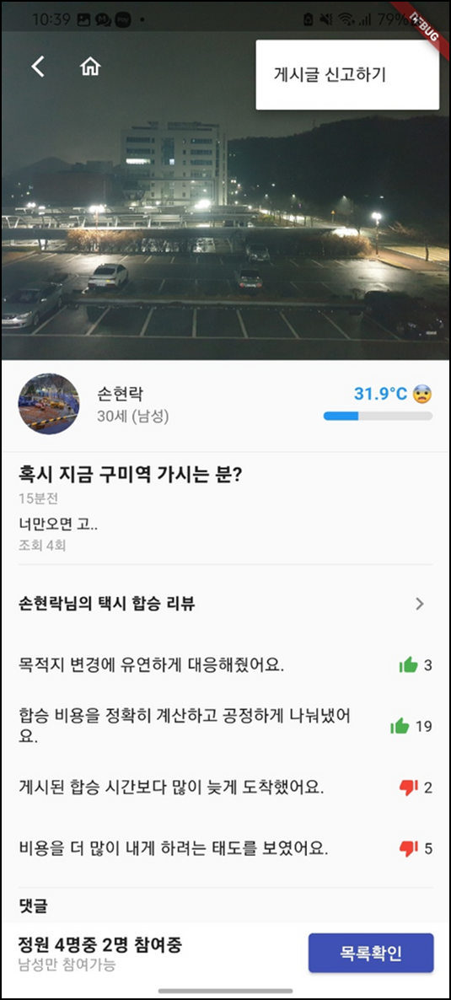 10:39
79%
DEBUG
게시글 신고하기
손현락
31.9°C
30세 (남성)
혹시 지금 구미역 가시는 분?
15분전
너만오면 고..
조회 4회
손현락님의 택시 합승 리뷰
목적지 변경에 유연하게 대응해줬어요.
3
합승 비용을 정확히 계산하고 공정하게 나눠냈어
요.
19
게시된 합승 시간보다 많이 늦게 도착했어요.
2
비용을 더 많이 내게 하려는 태도를 보였어요.
5
댓글
정원 4명중 2명 참여중
남성만 참여가능
목록확인